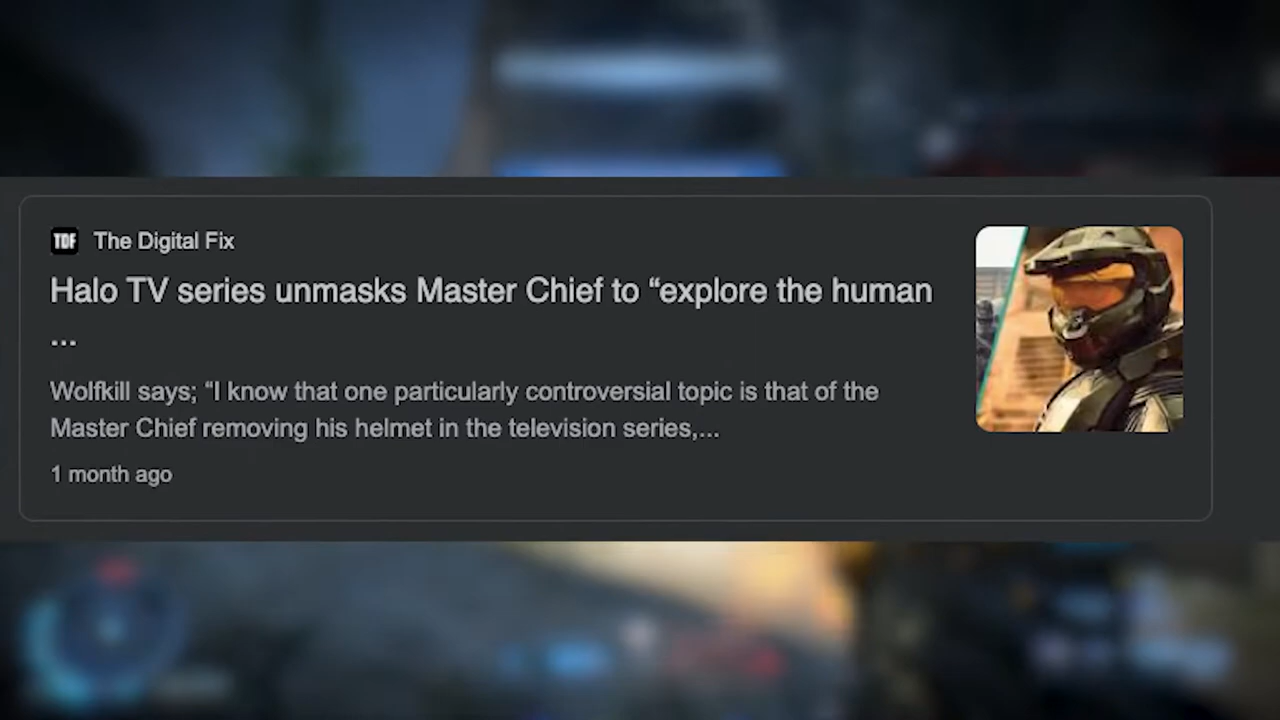 TDF The Digital Fix
Halo TV series unmasks Master Chief to “explore the human
...
Wolfkill says; “I know that one particularly controversial topic is that of the
Master Chief removing his helmet in the television series,...
1 month ago